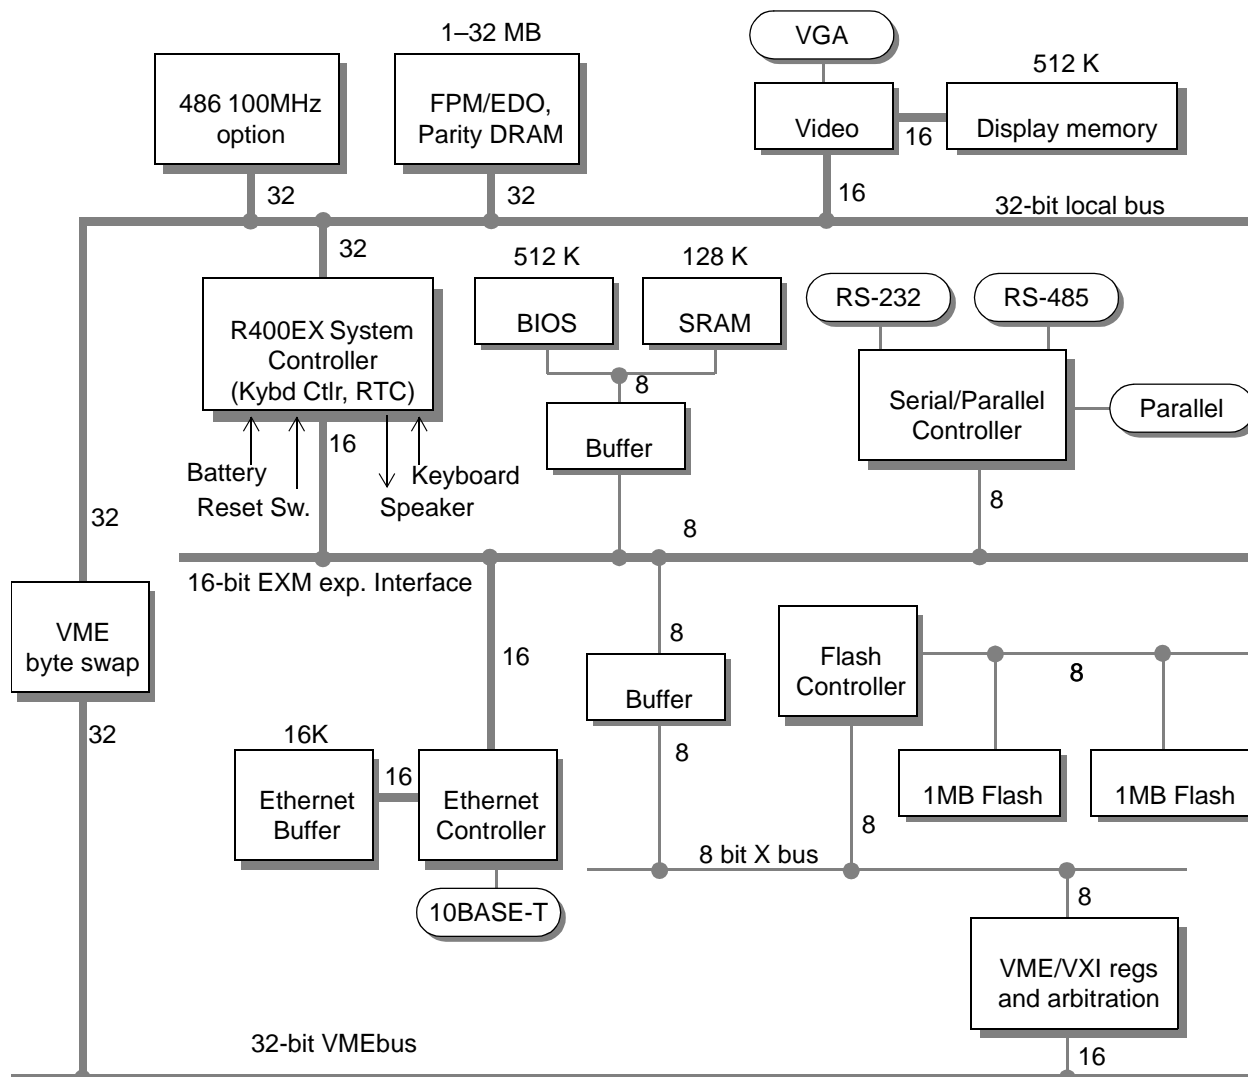 1–32 MB
VGA
512 K
486 100MHz
option
FPM/EDO,
Parity DRAM
Video
16
Display memory
32
32
16
32-bit local bus
32
512 K
128 K
RS-232
RS-485
R400EX System
Controller
(Kybd Ctlr, RTC)
BIOS
SRAM
8
Serial/Parallel
Controller
Parallel
16
Buffer
Battery
Keyboard
Reset Sw.
Speaker
8
32
8
16-bit EXM exp. Interface
VME
byte swap
8
16
Flash
Controller
8
Buffer
32
16K
8
16
Ethernet
Buffer
Ethernet
Controller
1MB Flash
1MB Flash
8
8 bit X bus
10BASE-T
8
VME/VXI regs
and arbitration
32-bit VMEbus
16